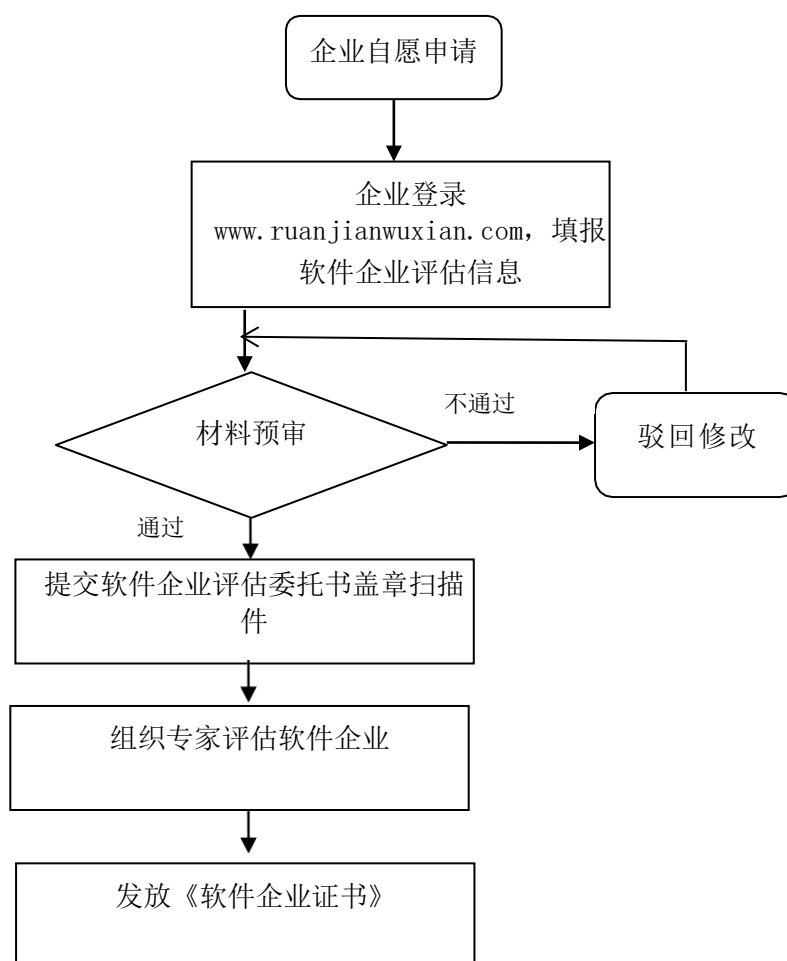 企业自愿申请
企业登录
www.ruanjianwuxian.com，填报
软件企业评估信息
材料预审
不通过
驳回修改
通过
提交软件企业评估委托书盖章扫描
件
组织专家评估软件企业
发放《软件企业证书》